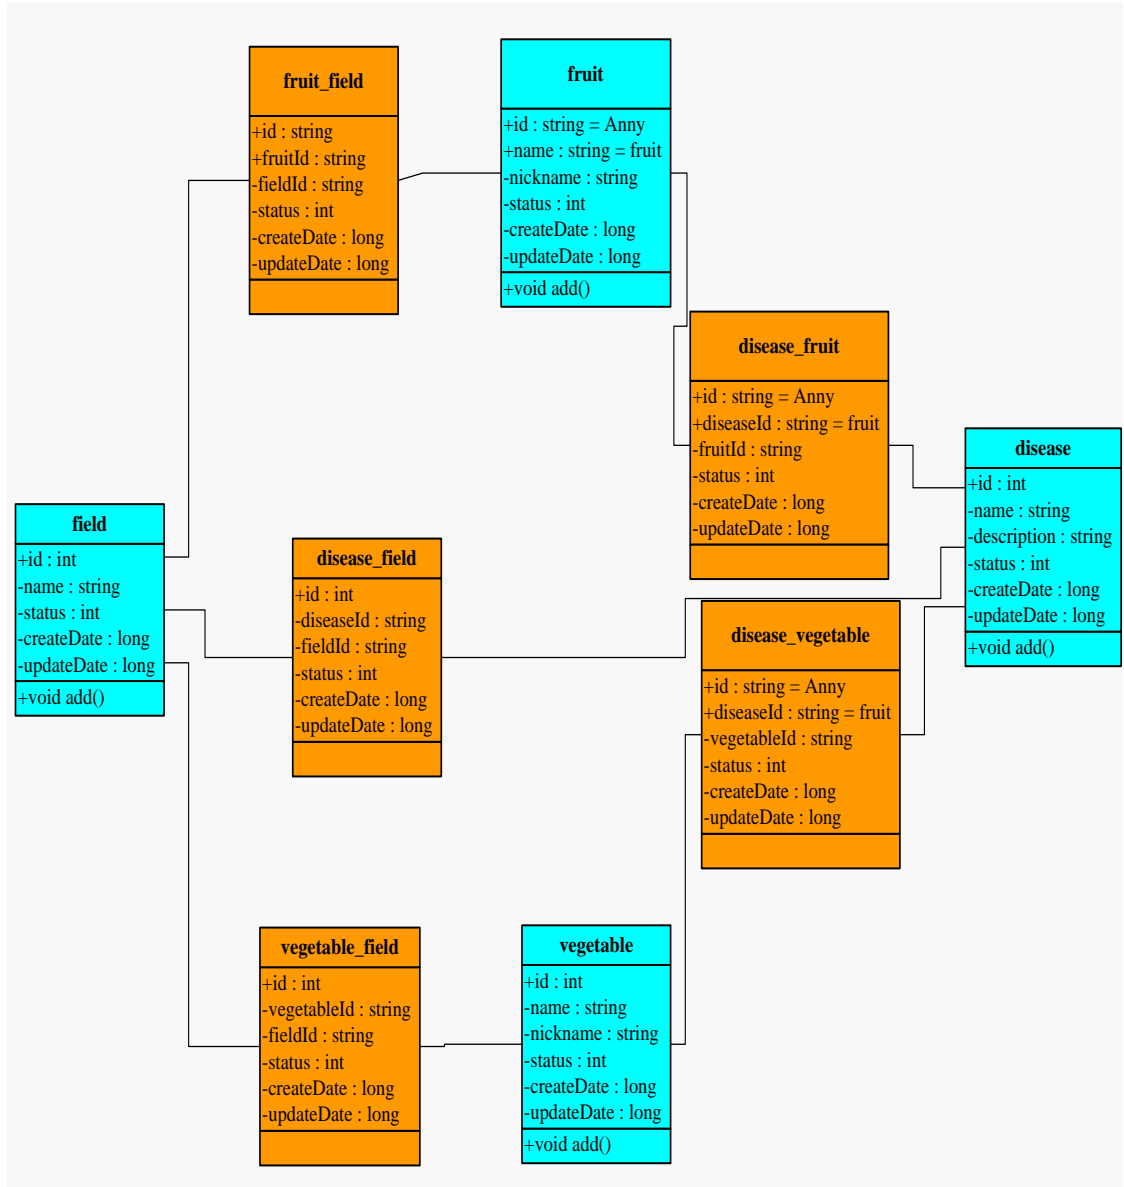 fruit_field
+id : string
+fruitId : string
-fieldId : string
-status : int
-createDate : long
-updateDate : long
fruit
+id : string = Anny
+name : string = fruit
-nickname : string
-status : int
-createDate : long
-updateDate : long
+void add()
disease_fruit
+id : string = Anny
+diseaseId : string = fruit
-fruitId : string
-status : int
-createDate : long
-updateDate : long
disease
+id : int
-name : string
-description : string
-status : int
-createDate : long
-updateDate : long
+void add()
field
+id : int
-name : string
-status : int
-createDate : long
-updateDate : long
+void add()
disease_field
+id : int
-diseaseId : string
-fieldId : string
-status : int
-createDate : long
-updateDate : long
disease_vegetable
+id : string = Anny
+diseaseId : string = fruit
-vegetableId : string
-status : int
-createDate : long
-updateDate : long
vegetable_field
+id : int
-vegetableId : string
-fieldId : string
-status : int
-createDate : long
-updateDate : long
vegetable
+id : int
-name : string
-nickname : string
-status : int
-createDate : long
-updateDate : long
+void add()